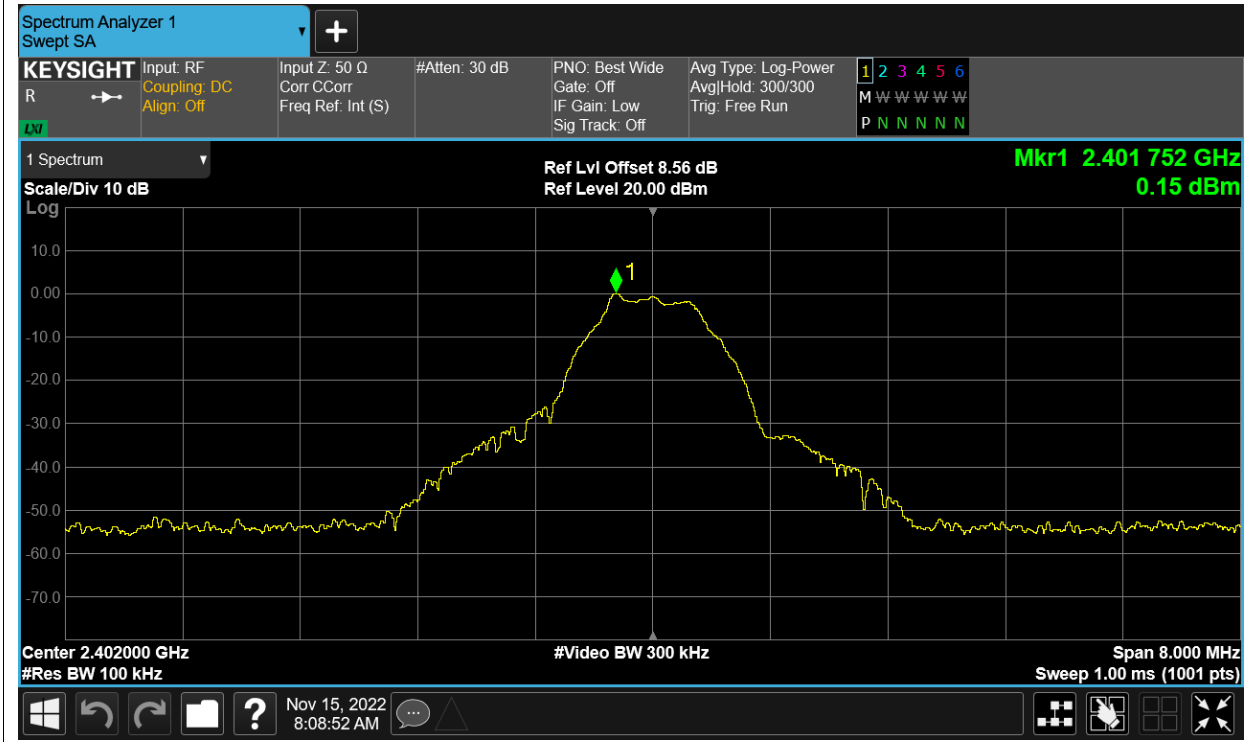 Spectrum Analyzer 1
Swept SA
KEYSIGHT
R
LXI
Input: RF
Coupling: DC
Align: Off
Input Z: 50 Ω
Corr CCorr
Freq Ref: Int (S)
#Atten: 30 dB
PNO: Best Wide
Gate: Off
IF Gain: Low
Sig Track: Off
Avg Type: Log-Power
Avg|Hold: 300/300
Trig: Free Run
1 2 3 4 5 6
M W W W W W W
P N N N N N N
1 Spectrum
Scale/Div 10 dB
Log
Ref Lvl Offset 8.56 dB
Ref Level 20.00 dBm
Mkr1 2.401 752 GHz
0.15 dBm
10.0
0.00
-10.0
-20.0
-30.0
-40.0
-50.0
-60.0
-70.0
1
Center 2.402000 GHz
#Res BW 100 kHz
#Video BW 300 kHz
Span 8.000 MHz
Sweep 1.00 ms (1001 pts)
?
Nov 15, 2022
8:08:52 AM